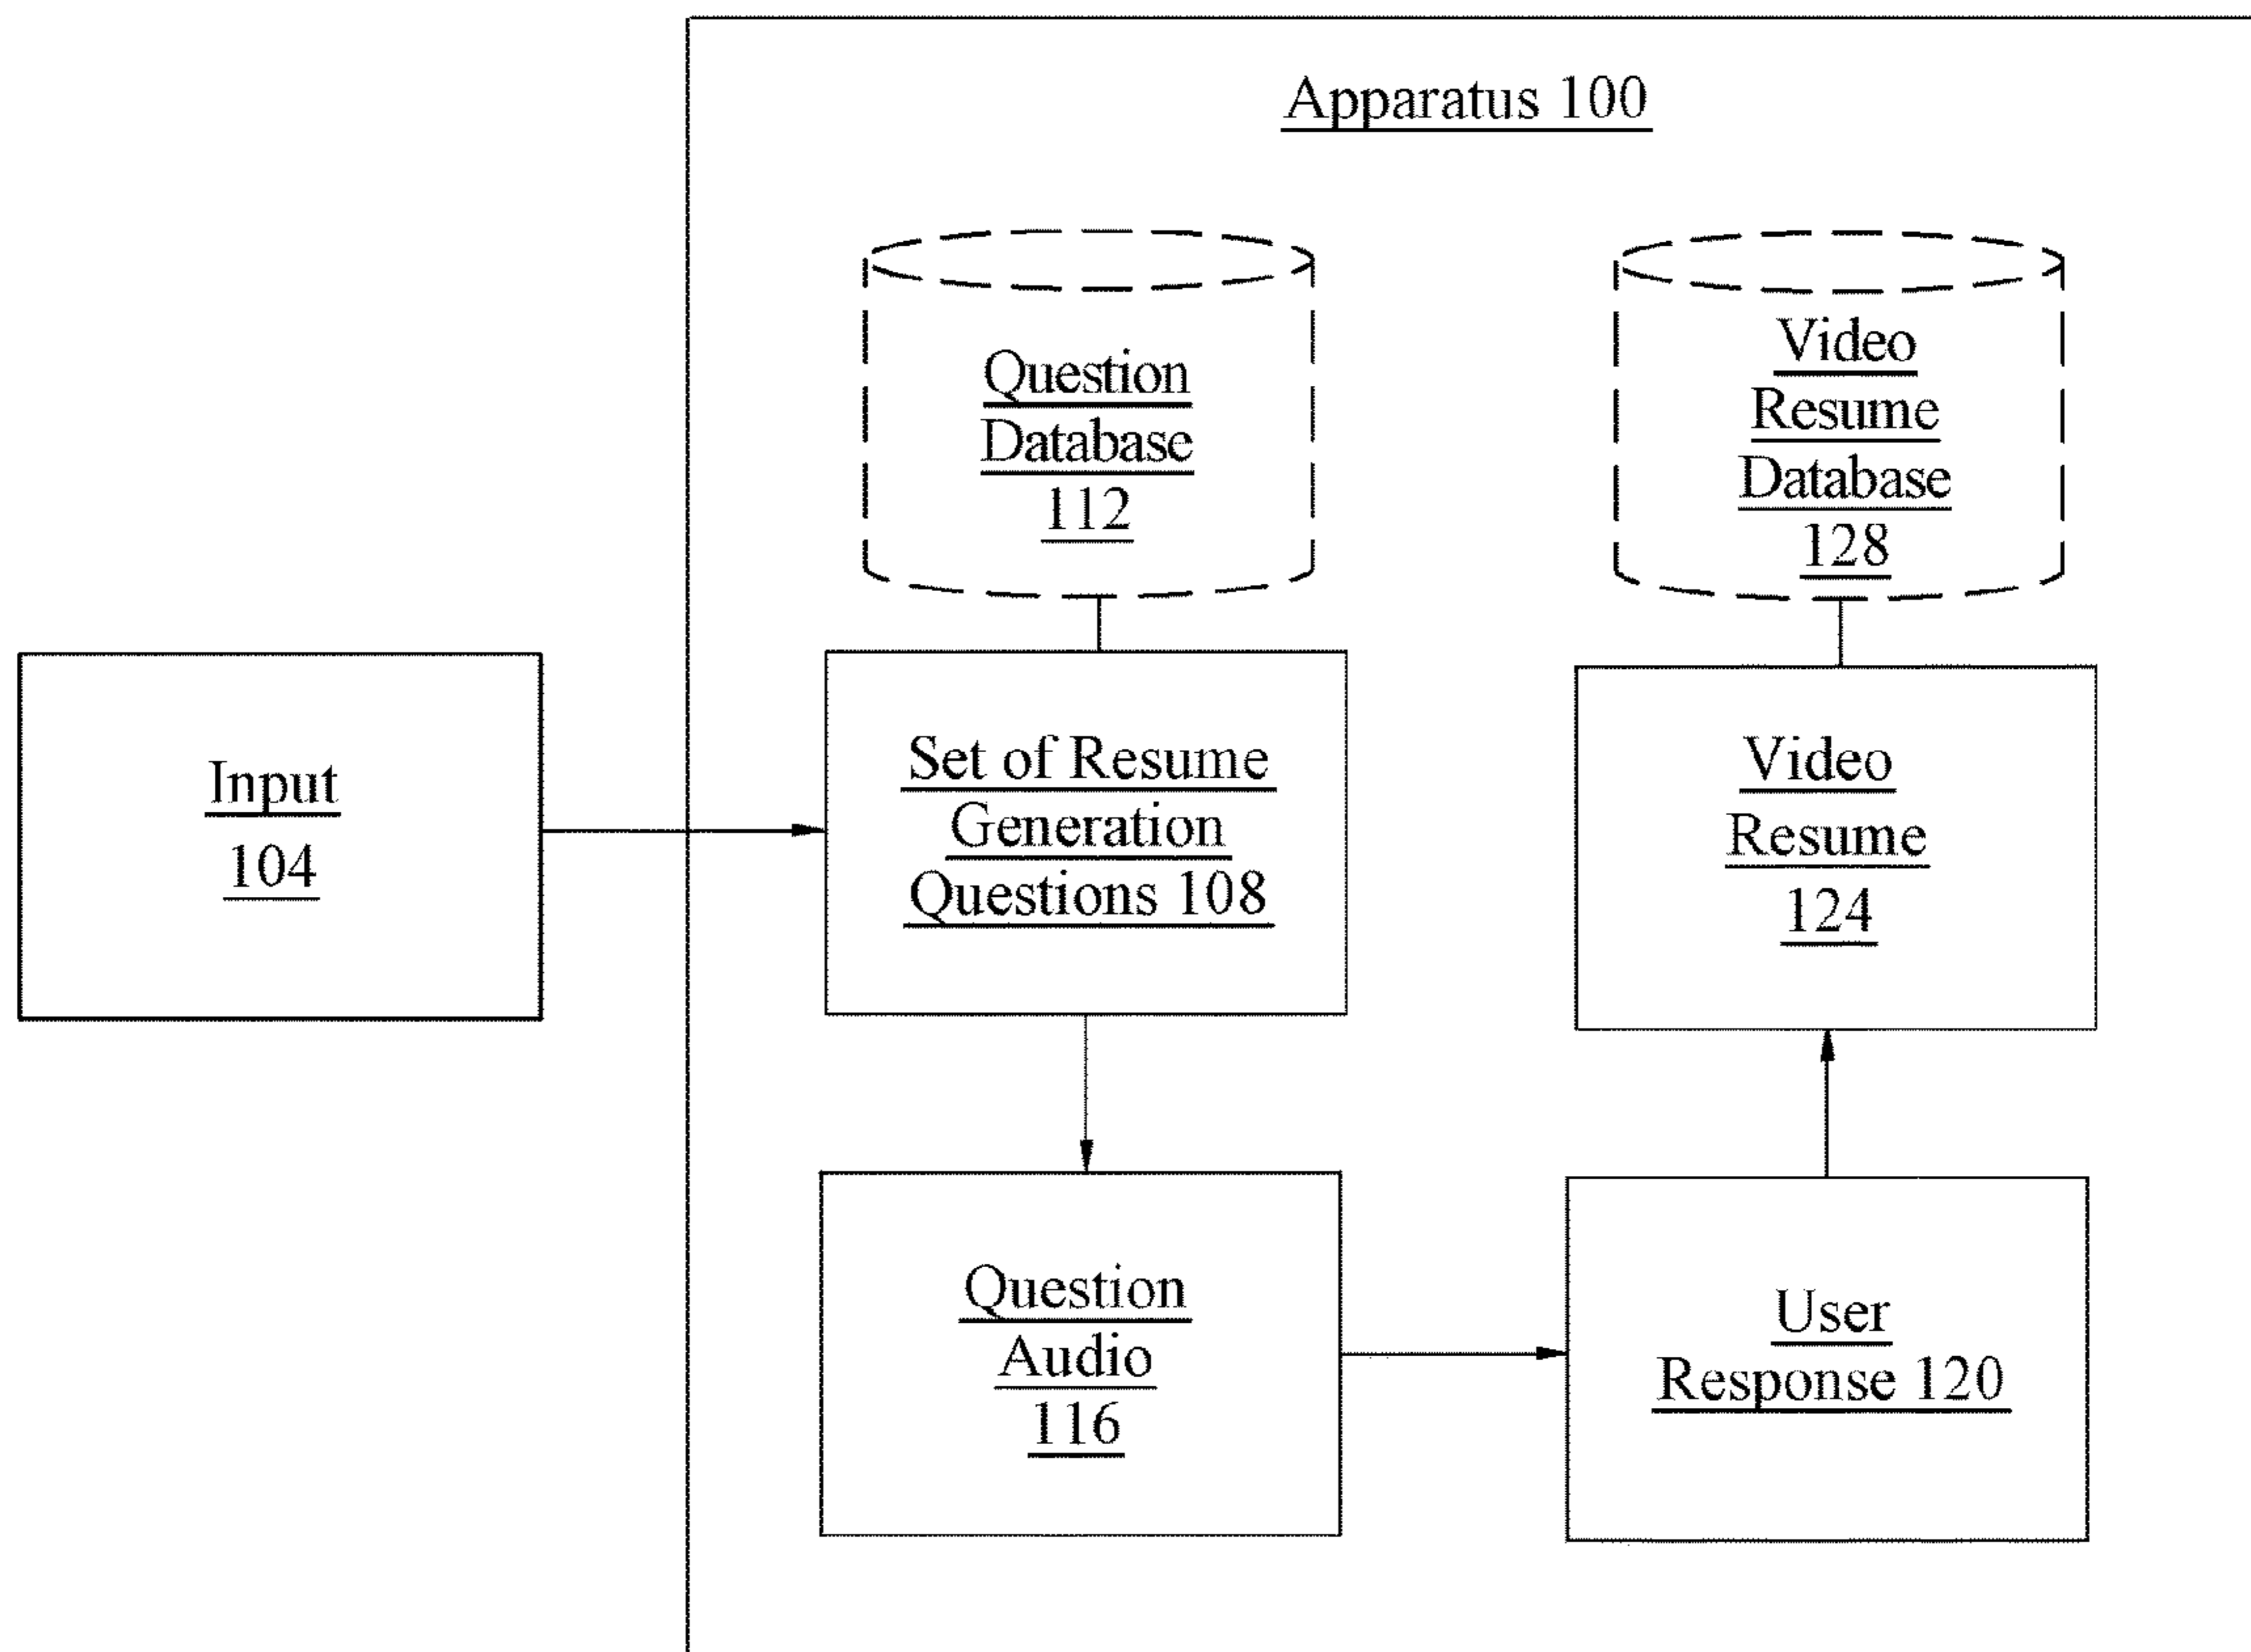 Apparatus 100
Question
Database
112
Video
Resume
Database
128
Input
104
Set of Resume
Generation
Questions 108
Video
Resume
124
Question
Audio
116
User
Response 120